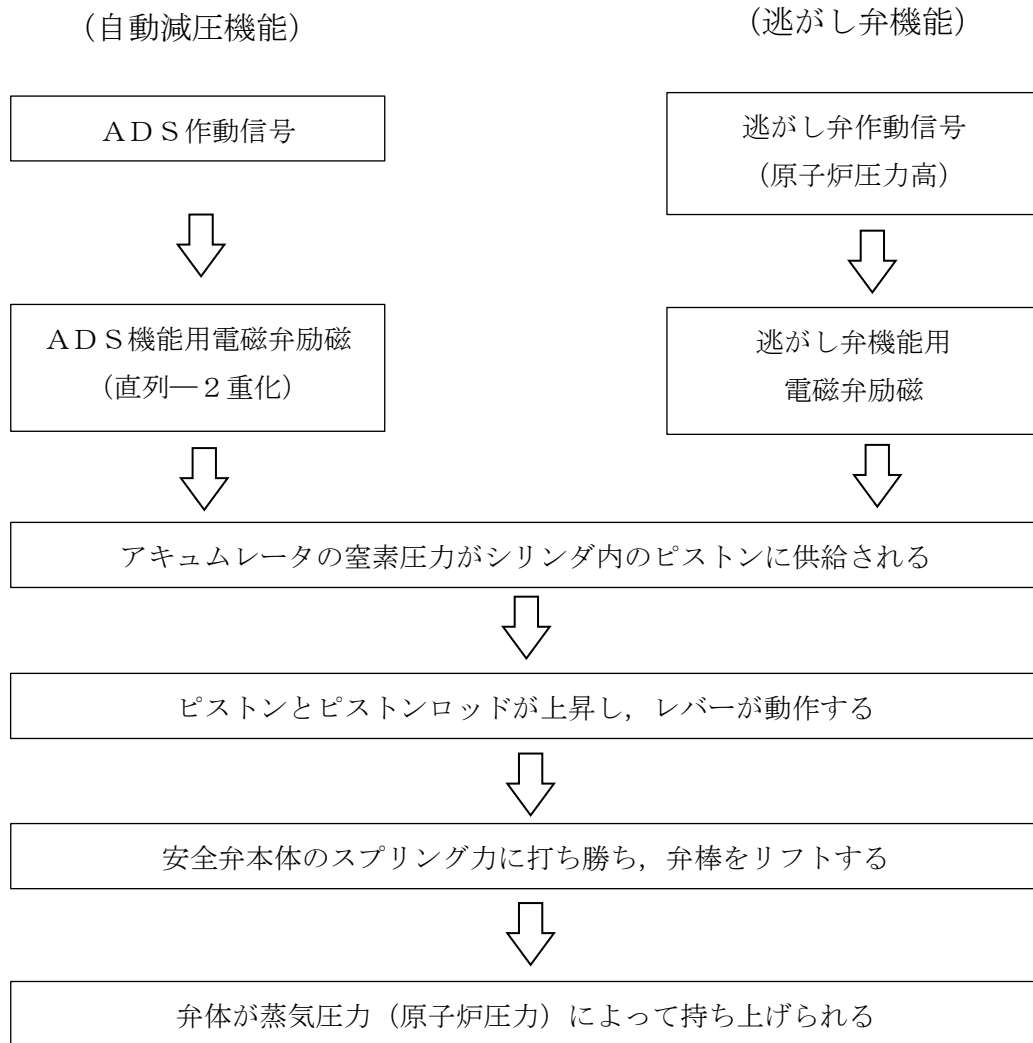 (自動減圧機能)
(逃がし弁機能)
ADS作動信号
逃がし弁作動信号
(原子炉圧力高)
ADS機能用電磁弁励磁
(直列―2重化)
逃がし弁機能用
電磁弁励磁
アキュムレータの窒素圧力がシリンダ内のピストンに供給される
ピストンとピストンロッドが上昇し,レバーが動作する
安全弁本体のスプリング力に打ち勝ち,弁棒をリフトする
弁体が蒸気圧力(原子炉圧力)によって持ち上げられる